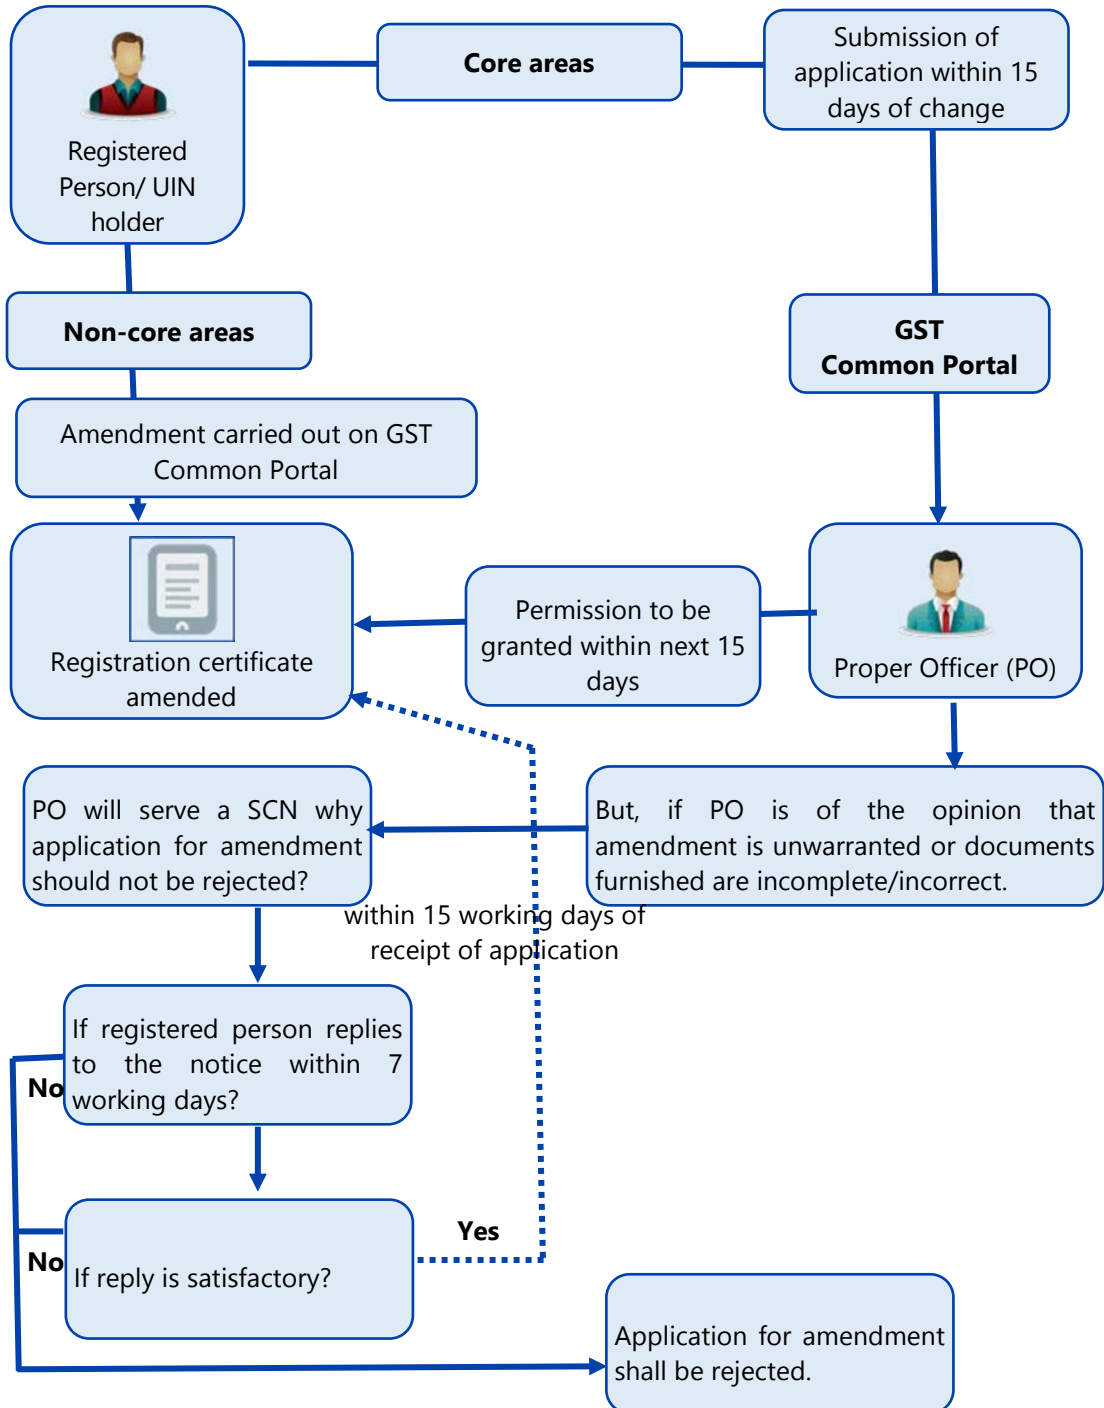 Registered
Person/ UIN
holder
Core areas
Submission of
application within 15
days of change
Non-core areas
GST
Common Portal
Amendment carried out on GST
Common Portal
Registration certificate
amended
Permission to be
granted within next 15
days
Proper Officer (PO)
PO will serve a SCN why
application for amendment
should not be rejected?
But, if PO is of the opinion that
amendment is unwarranted or documents
furnished are incomplete/incorrect.
within 15 working days of
receipt of application
If registered person replies
to the notice within 7
working days?
No
Yes
No
If reply is satisfactory?
Application for amendment
shall be rejected.